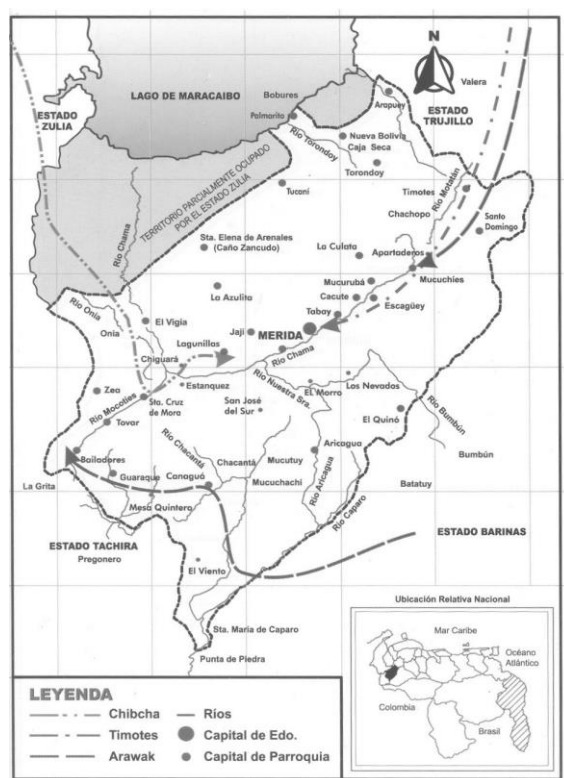 N
Valera
LAGO DE MARACAIBO
Bobures
ESTADO
ZULIA
Arapuey
ESTADO
TRUJILLO
Palmarito
Río Torondoy
Nueva Bolivia
Caja Seca
Torondoy
Río Motatán
TERRITORIO PARCIALMENTE OCUPADO
POR EL ESTADO ZULIA
Tucaní
Timotes
Chachopo
Santo
Domingo
Río Chama
Sta. Elena de Arenales
(Caño Zancudo)
La Culata
Apartaderos
Mucuchies
La Azulita
Mucurubá
Cacute
Escagüey
Río Onia
Onia
El Vigía
Tabay
MERIDA
Jají
Lagunillas
Río Chama
Chiguará
Estanquez
Río Nuestra Sra.
El Morro
Los Nevados
Zea
Río Mocotíes
Sta. Cruz
de Mora
San José
del Sur
Río Bumbún
El Quinó
Tovar
Bailadores
Río Chacantá
Aricagua
Bumbún
La Grita
Guaraque
Canaguá
Chacantá
Mucutuy
Mucuchachi
Río Aricagua
Batatuy
Mesa Quintero
Río Caparo
ESTADO TACHIRA
Pregonero
ESTADO BARINAS
El Viento
Sta. María de Caparo
Punta de Piedra
Ubicación Relativa Nacional
Mar Caribe
Océano
Atlántico
Colombia
Brasil
LEYENDA
Chibcha
Ríos
Timotes
Capital de Edo.
Arawak
Capital de Parroquia